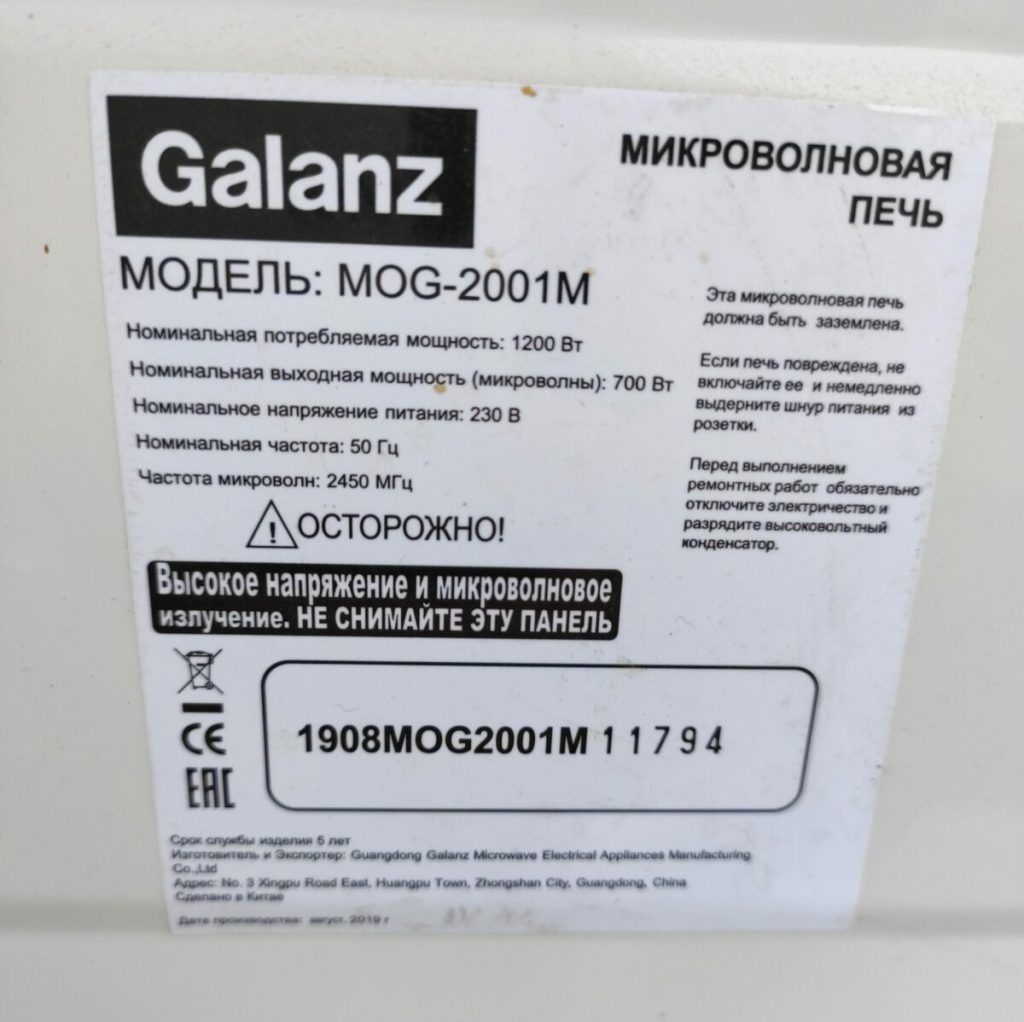 Galanz
МИКРОВОЛНОВАЯ
ПЕЧЬ
МОДЕЛЬ: MOG-2001M
Номинальная потребляемая мощность: 1200 Вт
Номинальная выходная мощность (микроволны): 700 Вт
Номинальное напряжение питания: 230 В
Номинальная частота: 50 Гц
Частота микроволн: 2450 МГц
Эта микроволновая печь
должна быть заземлена.
Если печь повреждена, не
включайте ее и немедленно
выдерните шнур питания из
розетки.
Перед выполнением
ремонтных работ обязательно
отключите электричество и
разрядите высоковольтный
конденсатор.
ОСТОРОЖНО!
Высокое напряжение и микроволновое
излучение. НЕ СНИМАЙТЕ ЭТУ ПАНЕЛЬ
CE
EAC
1908MOG2001M 11794
Срок службы изделия 5 лет
Изготовитель и Экспортер: Guangdong Galanz Microwave Electrical Appliances Manufacturing
Co.,Ltd
Адрес: No. 3 Xingpu Road East, Huangpu Town, Zhongshan City, Guangdong, China
Сделано в Китае
Дата производства: август. 2019 г